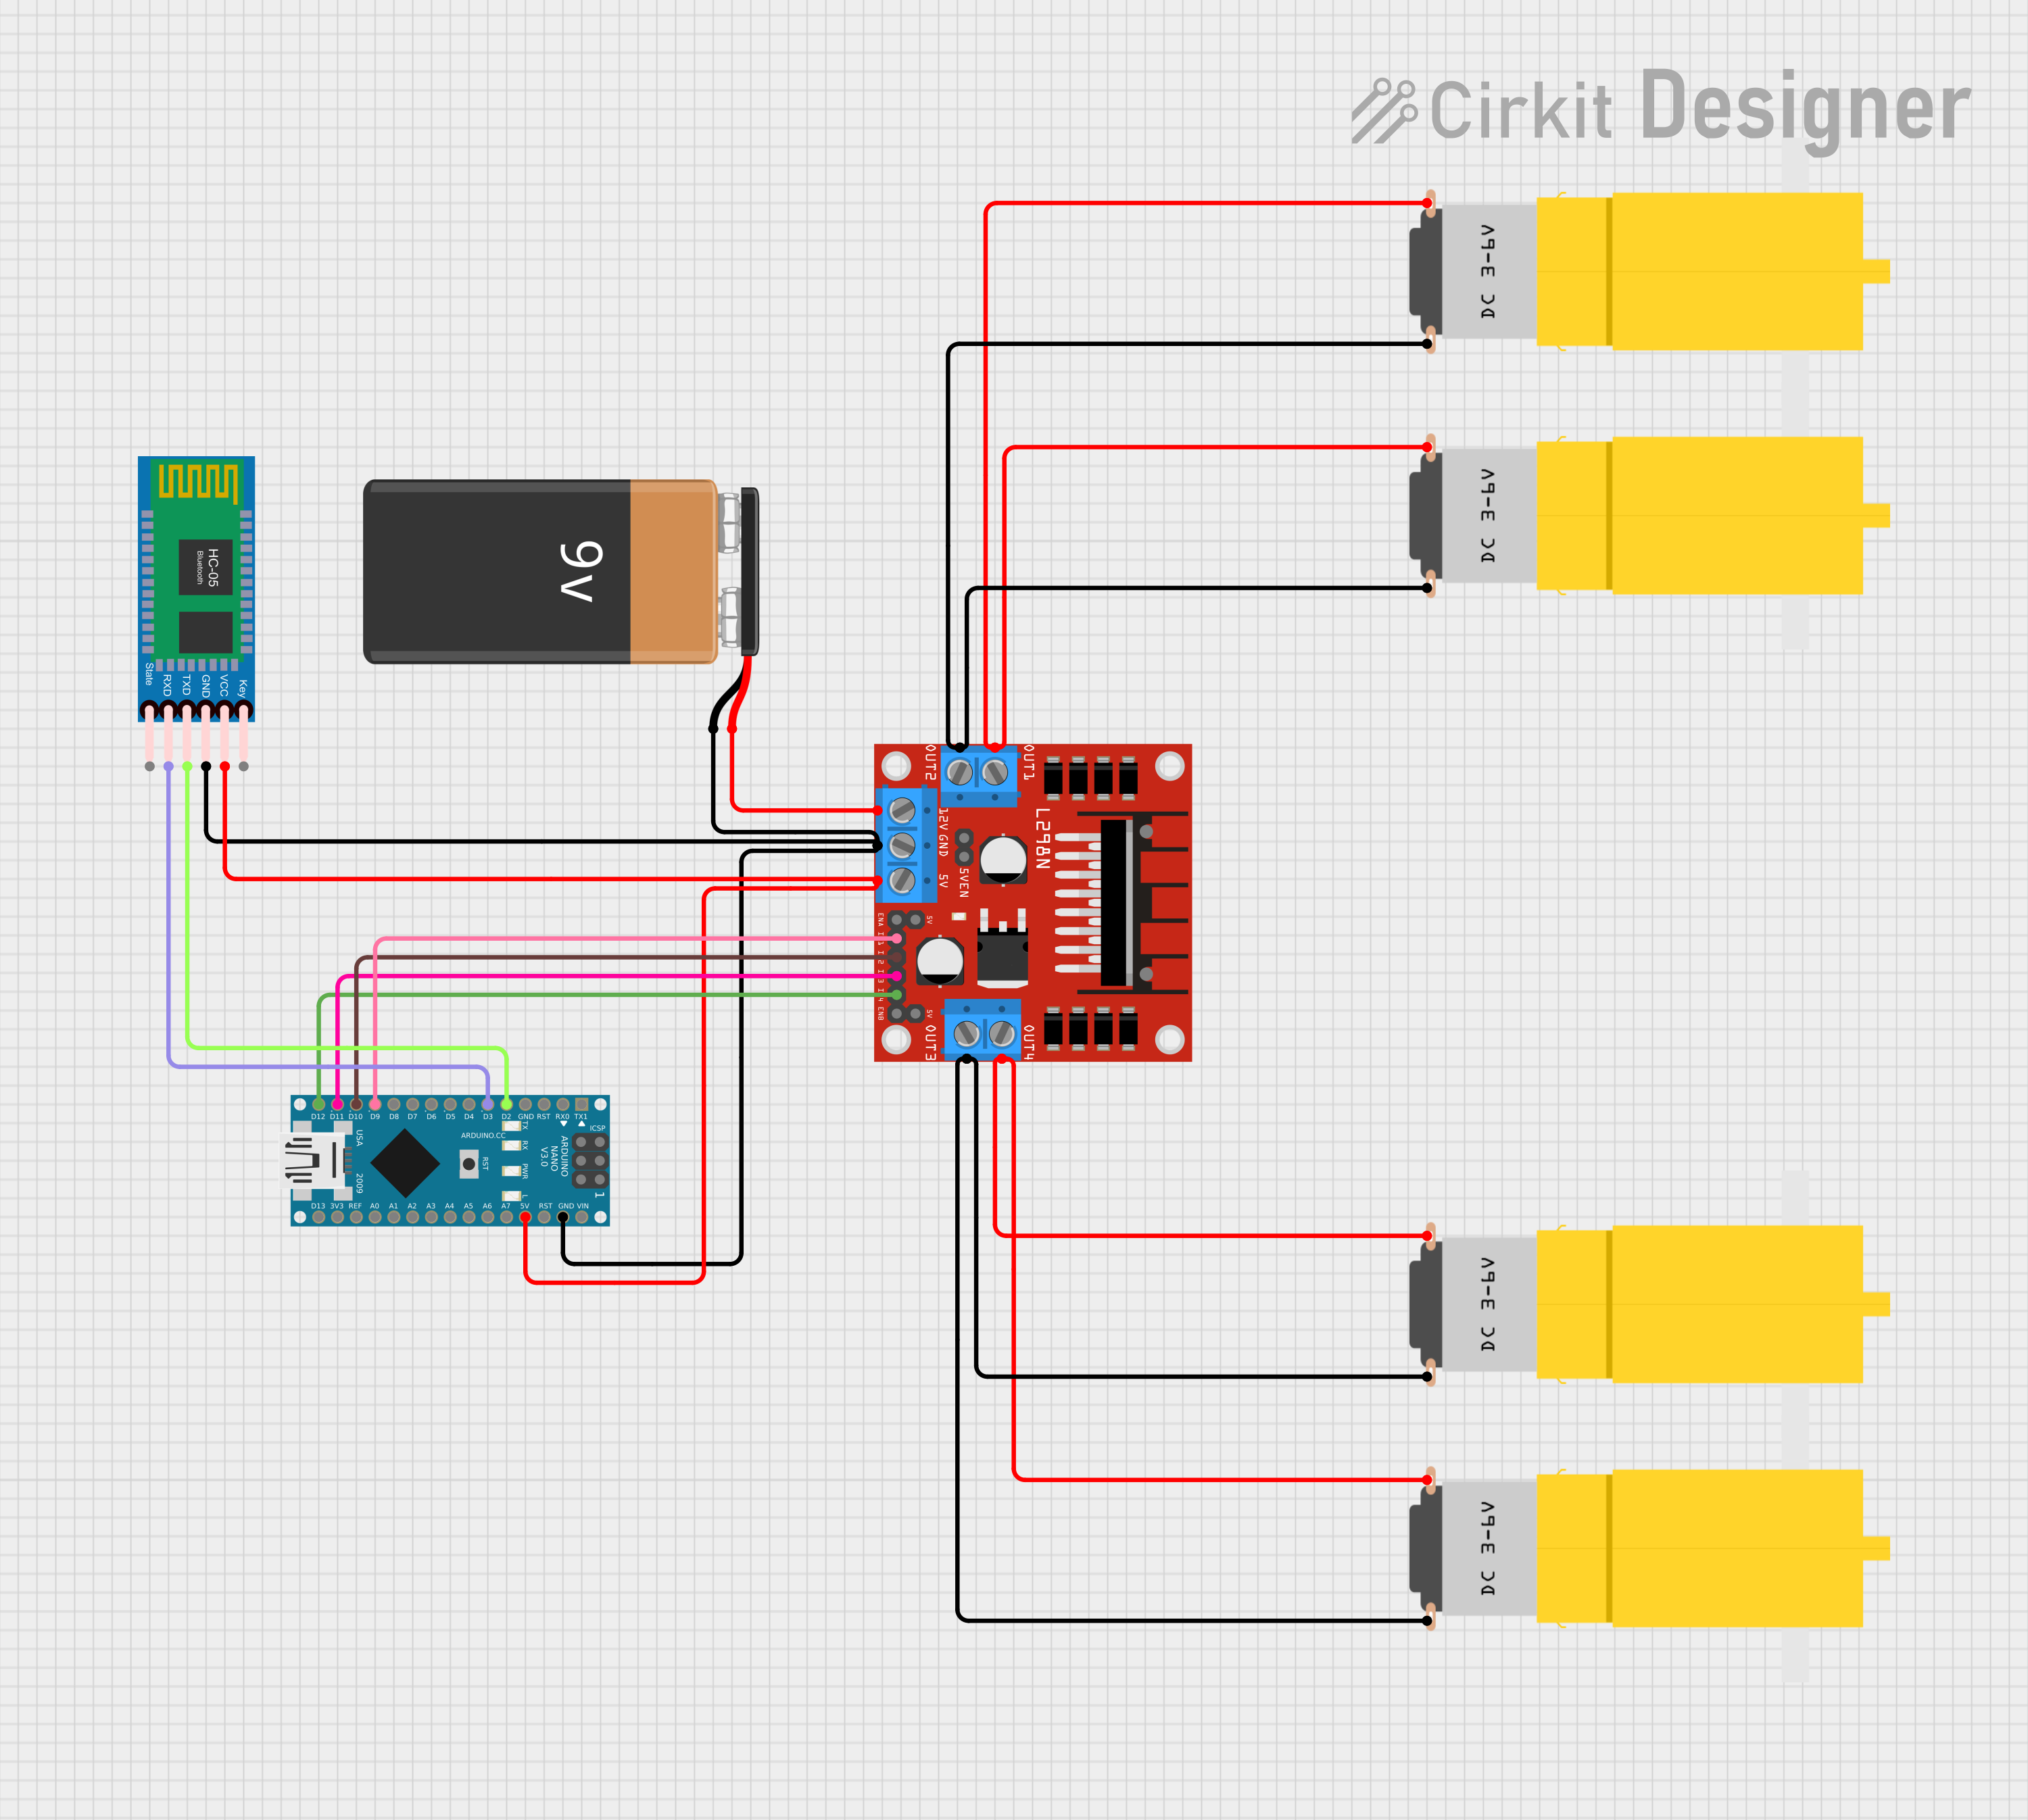 Cirkit Designer
DC 3-6V
DC 3-6V
HC-05
Bluetooth
State
RXD
TXD
GND
VCC
Key
9v
OUT2
OUT1
12V
GND
5V
5VEN
L298N
ENA
5V
ENB
5V
OUT3
OUT4
D12 D11 D10 D9 D8 D7 D6 D5 D4 D3 D2 GND RST RX0 TX1
TX
RX
PWR
L
ARDUINO.CC
ICSP
USA
2009
RST
ARDUINO
NANO
V3.0
1
D13 3V3 REF A0 A1 A2 A3 A4 A5 A6 A7 5V RST GND VIN
DC 3-6V
DC 3-6V